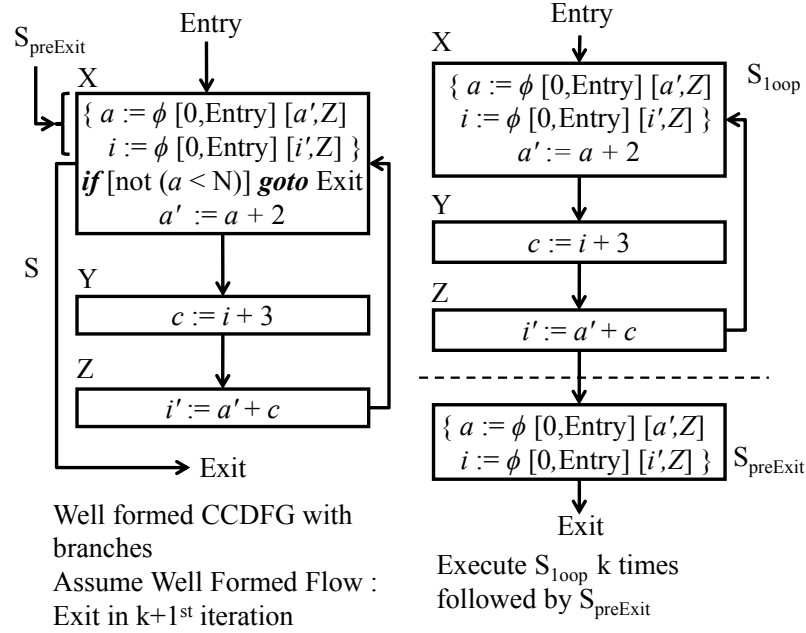 Entry
S_preExit
X
{ a := ϕ [0,Entry] [a′,Z]
i := ϕ [0,Entry] [i′,Z] }
if [not (a < N)] goto Exit
a′ := a + 2
S
Y
c := i + 3
Z
i′ := a′ + c
Exit
Well formed CCDFG with
branches
Assume Well Formed Flow :
Exit in k+1st iteration
Entry
X
S_loop
{ a := ϕ [0,Entry] [a′,Z]
i := ϕ [0,Entry] [i′,Z] }
a′ := a + 2
Y
c := i + 3
Z
i′ := a′ + c
{ a := ϕ [0,Entry] [a′,Z]
i := ϕ [0,Entry] [i′,Z] }
S_preExit
Exit
Execute S_loop k times
followed by S_preExit